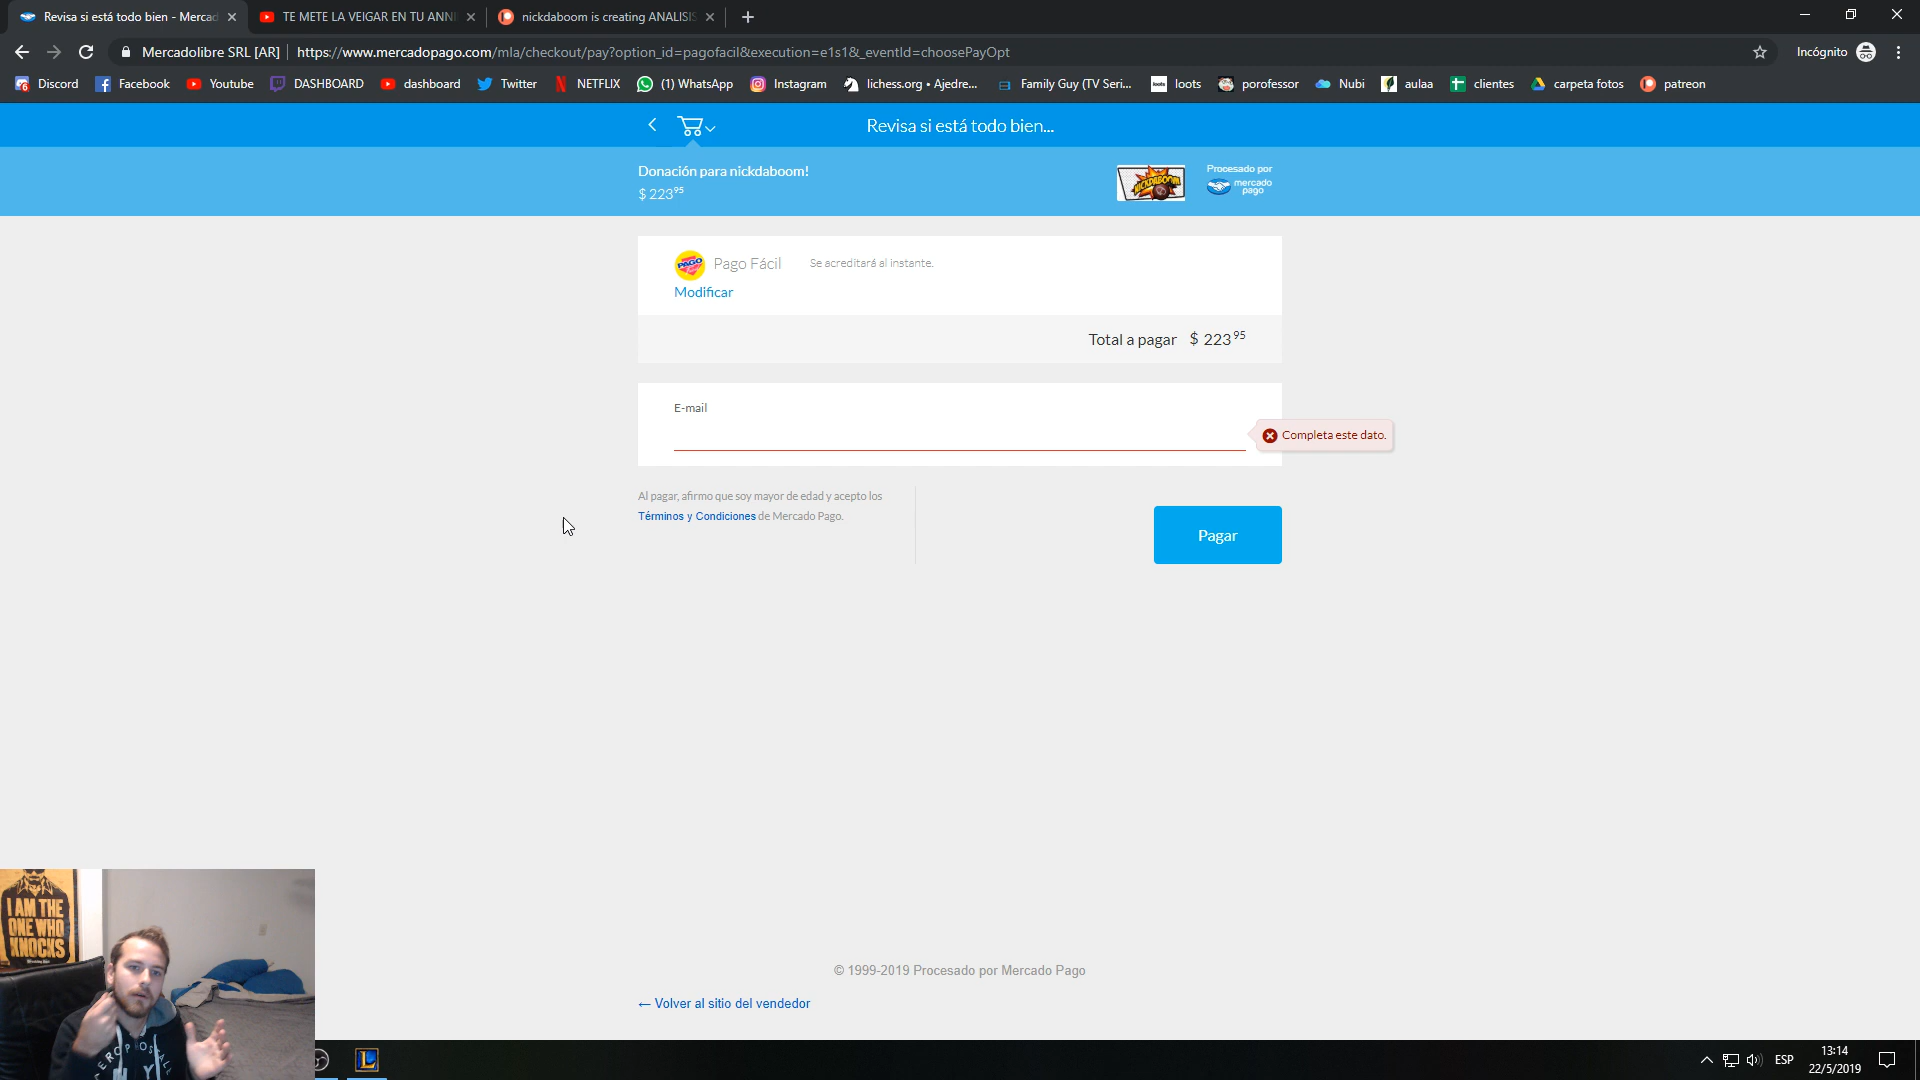 Revisa si está todo bien - Mercad
TE METE LA VEIGAR EN TU ANNI
nickdaboom is creating ANALISIS
Mercadolibre SRL [AR]
https://www.mercadopago.com/mla/checkout/pay?option_id=pagofacil&execution=e1s1&_eventId=choosePayOpt
Incógnito
Discord
Facebook
Youtube
DASHBOARD
dashboard
Twitter
NETFLIX
(1) WhatsApp
Instagram
lichess.org • Ajedre...
Family Guy (TV Seri...
loots
porofessor
Nubi
aulaa
clientes
carpeta fotos
patreon
Revisa si está todo bien...
Donación para nickdaboom!
$ 223 95
NICKDABOOM
Procesado por
mercado
pago
PAGO
Pago Fácil
Se acreditará al instante.
Modificar
Total a pagar $ 223 95
E-mail
Completa este dato.
Al pagar, afirmo que soy mayor de edad y acepto los
Términos y Condiciones de Mercado Pago.
Pagar
© 1999-2019 Procesado por Mercado Pago
← Volver al sitio del vendedor
I AM THE
ONE WHO
KNOCKS
ESP
13:14
22/5/2019